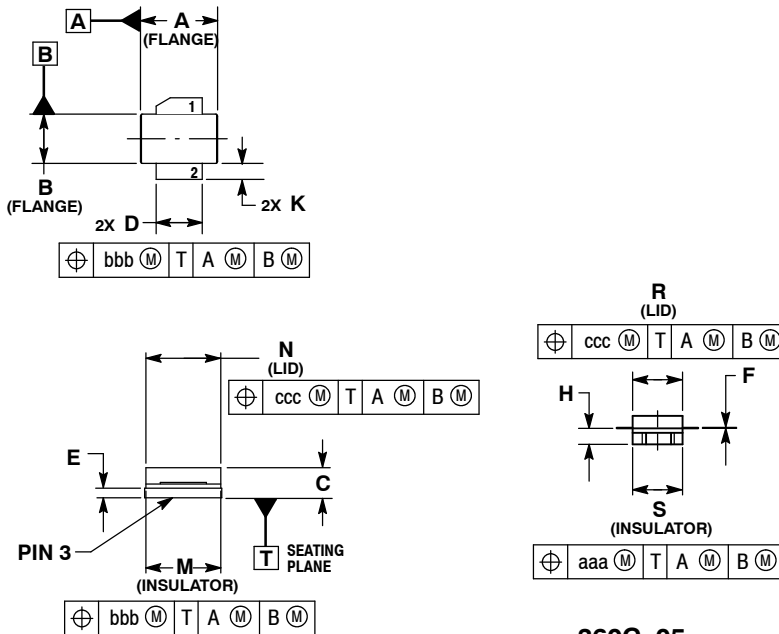 A
A
(FLANGE)
B
1
2
B
(FLANGE)
2X K
2X D
⌖ bbb Ⓜ T A Ⓜ B Ⓜ
R
(LID)
⌖ ccc Ⓜ T A Ⓜ B Ⓜ
N
(LID)
⌖ ccc Ⓜ T A Ⓜ B Ⓜ
H
F
E
C
S
(INSULATOR)
PIN 3
T SEATING
PLANE
M
(INSULATOR)
⌖ aaa Ⓜ T A Ⓜ B Ⓜ
⌖ bbb Ⓜ T A Ⓜ B Ⓜ